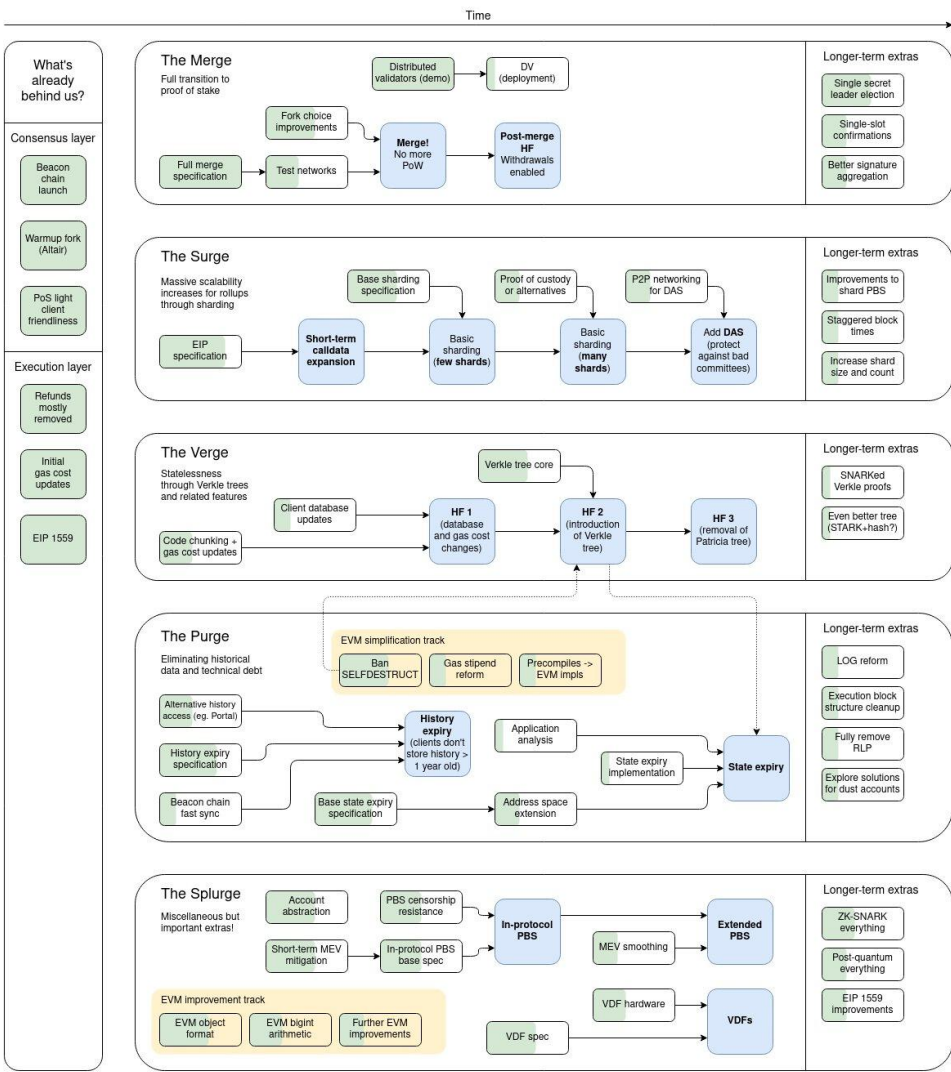 Time
What's
already
behind us?
Consensus layer
Beacon
chain
launch
Warmup fork
(Altair)
PoS light
client
friendliness
Execution layer
Refunds
mostly
removed
Initial
gas cost
updates
EIP 1559
The Merge
Full transition to
proof of stake
Distributed
validators (demo)
DV
(deployment)
Fork choice
improvements
Full merge
specification
Test networks
Merge!
No more
PoW
Post-merge
HF
Withdrawals
enabled
Longer-term extras
Single secret
leader election
Single-slot
confirmations
Better signature
aggregation
The Surge
Massive scalability
increases for rollups
through sharding
Base sharding
specification
Proof of custody
or alternatives
P2P networking
for DAS
EIP
specification
Short-term
calldata
expansion
Basic
sharding
(few shards)
Basic
sharding
(many
shards)
Add DAS
(protect
against bad
committees)
Longer-term extras
Improvements to
shard PBS
Staggered block
times
Increase shard
size and count
The Verge
Statelessness
through Verkle trees
and related features
Verkle tree core
Client database
updates
Code chunking +
gas cost updates
HF 1
(database
and gas cost
changes)
HF 2
(introduction
of Verkle
tree)
HF 3
(removal of
Patricia tree)
Longer-term extras
SNARKed
Verkle proofs
Even better tree
(STARK+hash?)
The Purge
Eliminating historical
data and technical debt
EVM simplification track
Ban
SELFDESTRUCT
Gas stipend
reform
Precompiles ->
EVM impls
Alternative history
access (eg. Portal)
History expiry
specification
Beacon chain
fast sync
History
expiry
(clients don't
store history >
1 year old)
Base state expiry
specification
Application
analysis
State expiry
implementation
Address space
extension
State expiry
Longer-term extras
LOG reform
Execution block
structure cleanup
Fully remove
RLP
Explore solutions
for dust accounts
The Splurge
Miscellaneous but
important extras!
Account
abstraction
PBS censorship
resistance
Short-term MEV
mitigation
In-protocol PBS
base spec
In-protocol
PBS
MEV smoothing
Extended
PBS
EVM improvement track
EVM object
format
EVM bigint
arithmetic
Further EVM
improvements
VDF hardware
VDF spec
VDFs
Longer-term extras
ZK-SNARK
everything
Post-quantum
everything
EIP 1559
improvements